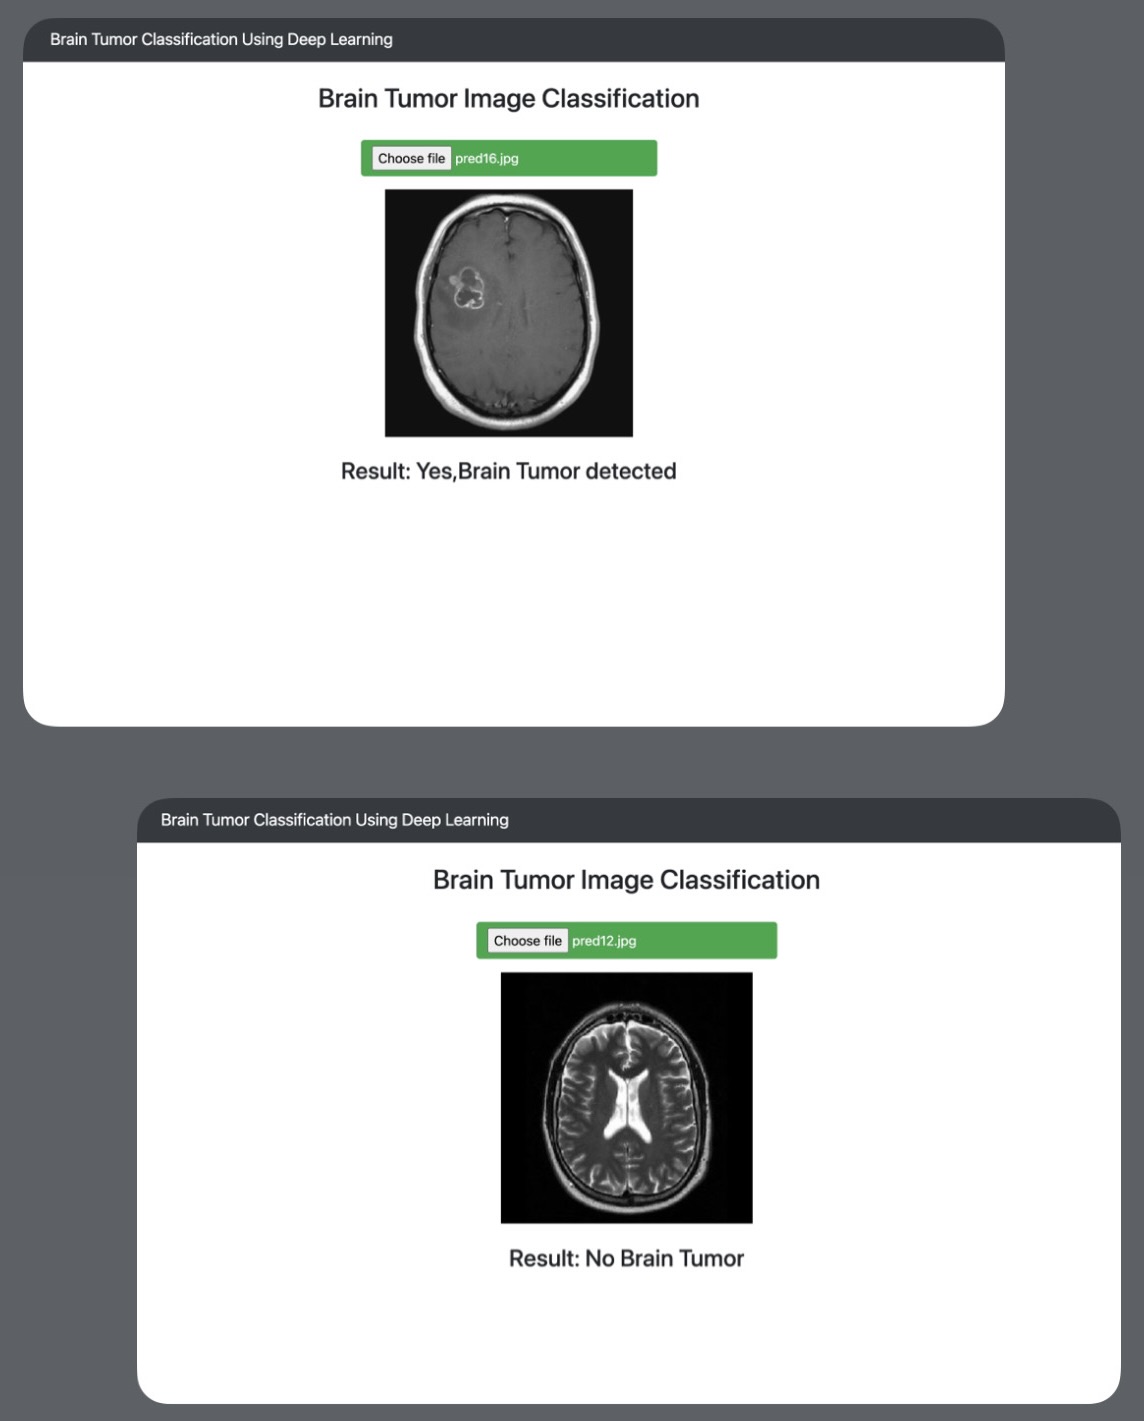 Brain Tumor Classification Using Deep Learning
Brain Tumor Image Classification
Choose file pred16.jpg
Result: Yes,Brain Tumor detected
Brain Tumor Classification Using Deep Learning
Brain Tumor Image Classification
Choose file pred12.jpg
Result: No Brain Tumor